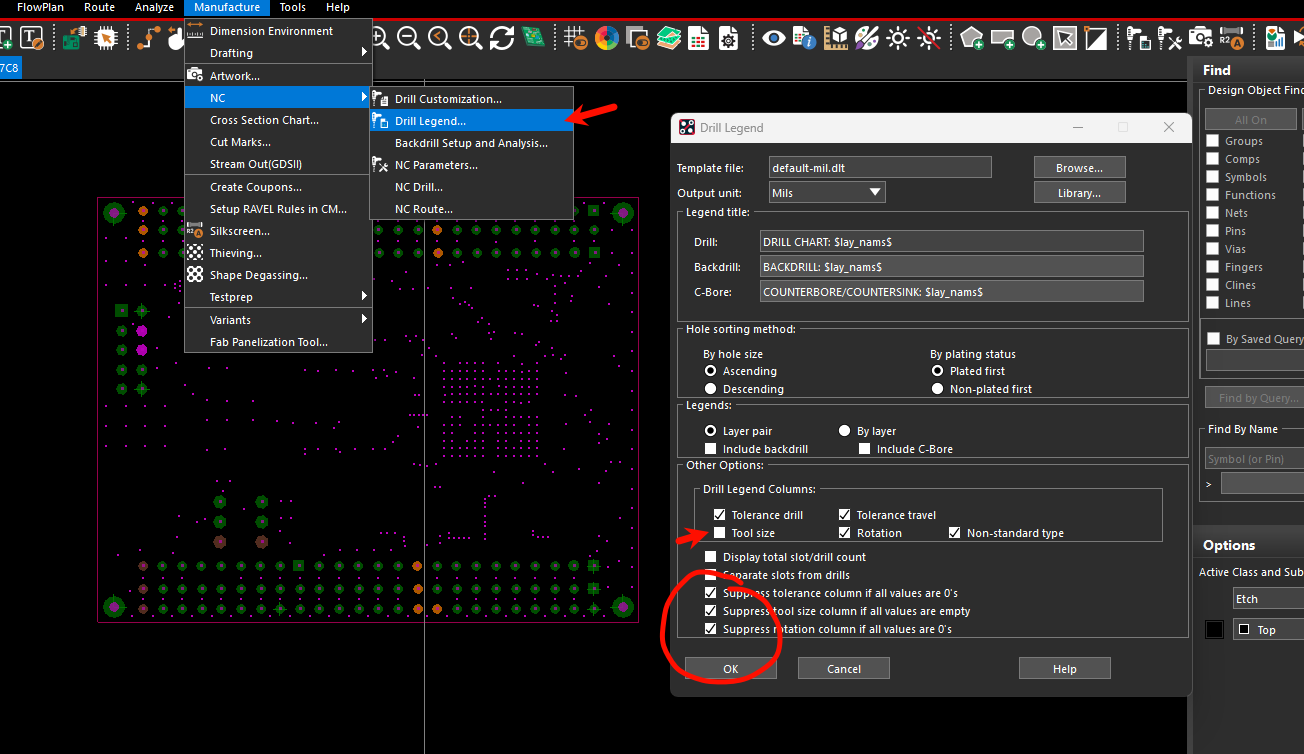 FlowPlan Route Analyze Manufacture Tools Help
7C8
Dimension Environment
Drafting
Artwork...
NC
Cross Section Chart...
Cut Marks...
Stream Out(GDSII)
Create Coupons...
Setup RAVEL Rules in CM...
Silkscreen...
Thieving...
Shape Degassing...
Testprep
Variants
Fab Panelization Tool...
Drill Customization...
Drill Legend...
Backdrill Setup and Analysis...
NC Parameters...
NC Drill...
NC Route...
Drill Legend
Template file: default-mil.dlt Browse...
Output unit: Mils Library...
Legend title:
Drill: DRILL CHART: $lay_nams$
Backdrill: BACKDRILL: $lay_nams$
C-Bore: COUNTERBORE/COUNTERSINK: $lay_nams$
Hole sorting method:
By hole size By plating status
Ascending Plated first
Descending Non-plated first
Legends:
Layer pair By layer
Include backdrill Include C-Bore
Other Options:
Drill Legend Columns:
Tolerance drill Tolerance travel
Tool size Rotation Non-standard type
Display total slot/drill count
Separate slots from drills
Suppress tolerance column if all values are 0's
Suppress tool size column if all values are empty
Suppress rotation column if all values are 0's
OK Cancel Help
Find
Design Object Find
All On
Groups
Comps
Symbols
Functions
Nets
Pins
Vias
Fingers
Clines
Lines
By Saved Query
Find by Query...
Find By Name
Symbol (or Pin)
>
Options
Active Class and Sub
Etch
Top